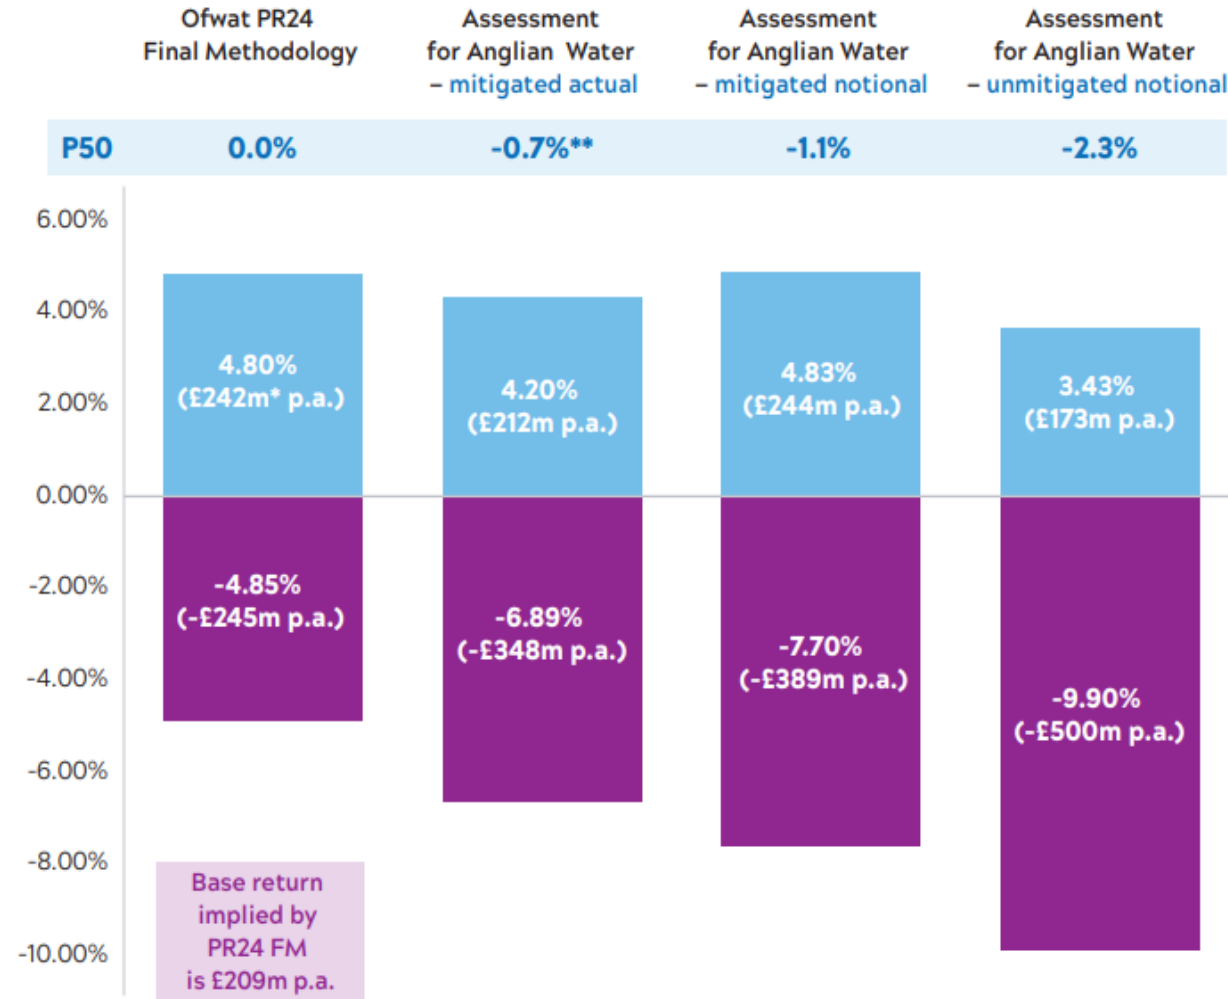 Ofwat PR24
Final Methodology
Assessment
for Anglian Water
– mitigated actual
Assessment
for Anglian Water
– mitigated notional
Assessment
for Anglian Water
– unmitigated notional
P50 0.0% -0.7%** -1.1% -2.3%
6.00%
4.00%
2.00%
0.00%
-2.00%
-4.00%
-6.00%
-8.00%
-10.00%
4.80%
(£242m* p.a.)
4.20%
(£212m p.a.)
4.83%
(£244m p.a.)
3.43%
(£173m p.a.)
-4.85%
(-£245m p.a.)
-6.89%
(-£348m p.a.)
-7.70%
(-£389m p.a.)
-9.90%
(-£500m p.a.)
Base return
implied by
PR24 FM
is £209m p.a.